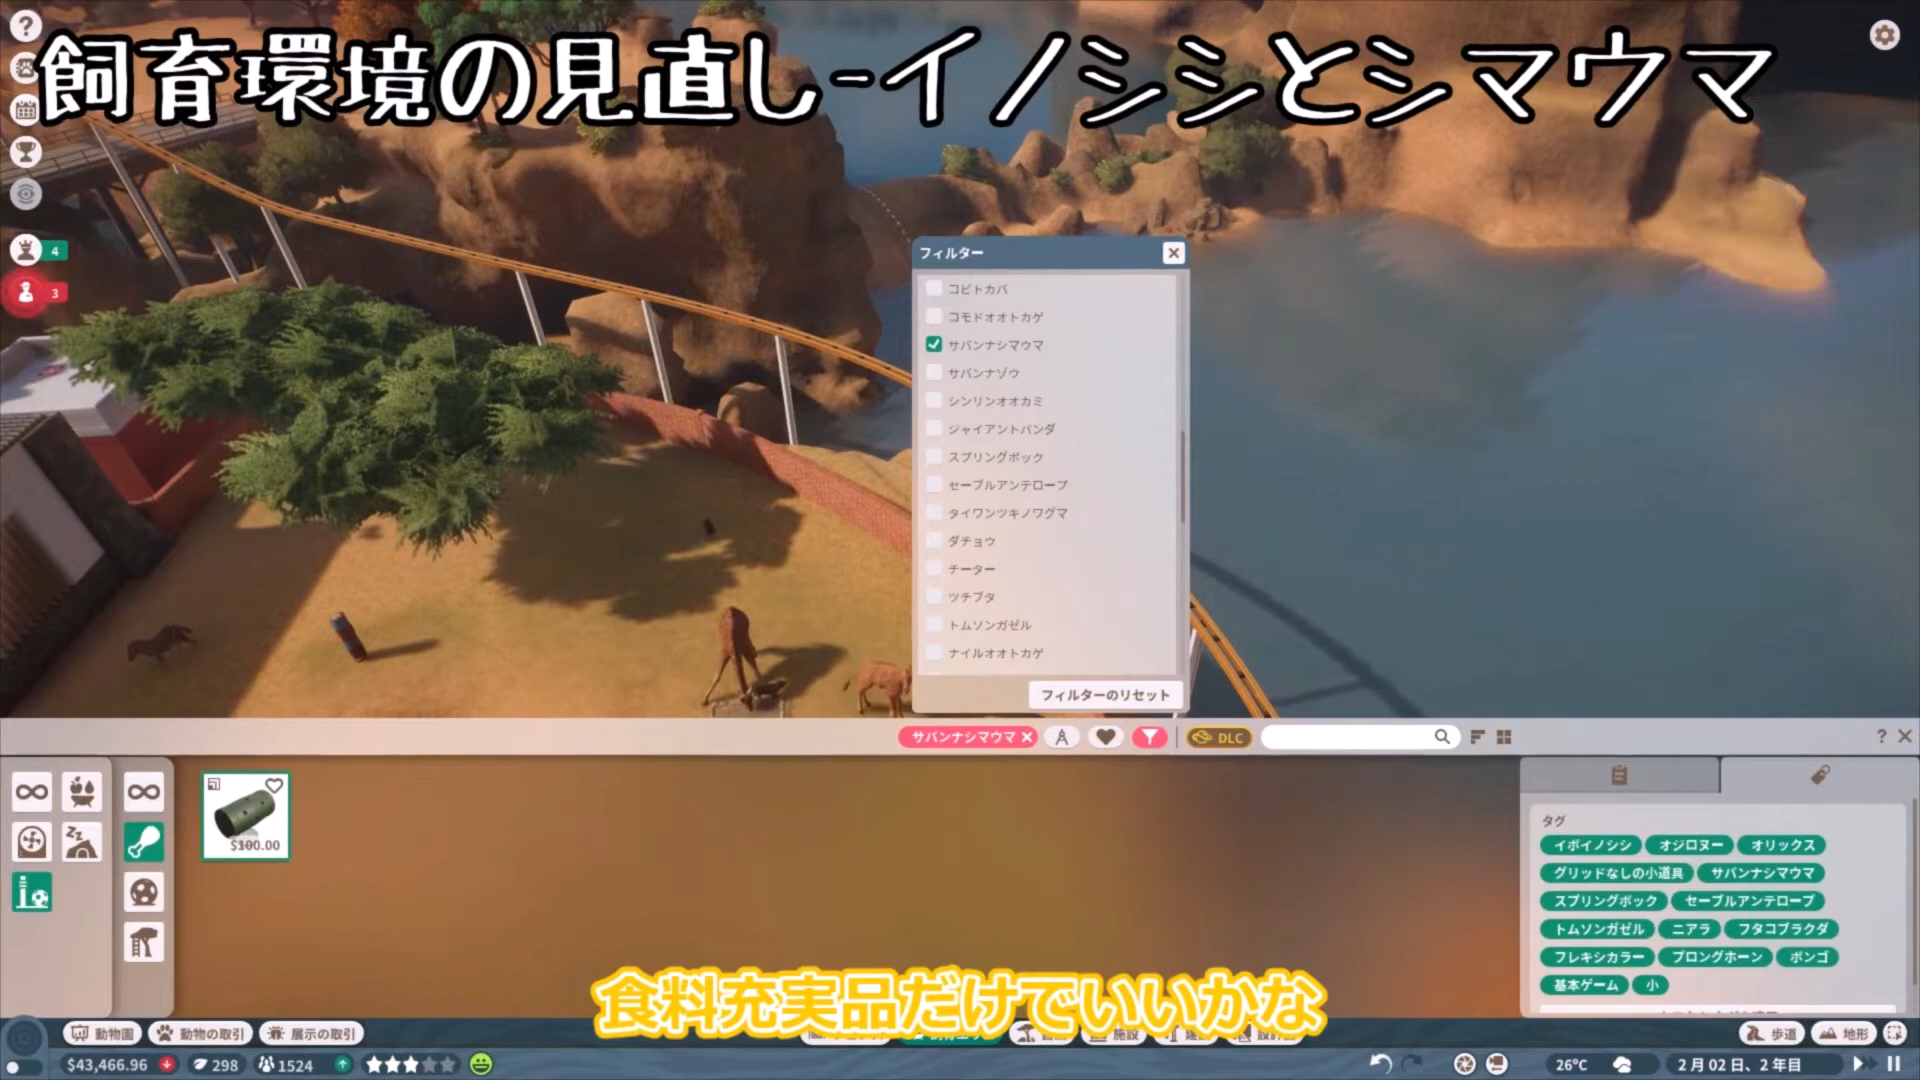 飼育環境の見直し-イノシシとシマウマ
4
3
フィルター
コビトカバ
コモドオオトカゲ
サバンナシマウマ
サバンナゾウ
シンリンオオカミ
ジャイアントパンダ
スプリングボック
セーブルアンテロープ
タイワンツキノワグマ
ダチョウ
チーター
ツチブタ
トムソンガゼル
ナイルオオトカゲ
フィルターのリセット
サバンナシマウマ
DLC
$100.00
タグ
イボイノシシ オジロヌー オリックス
グリッドなしの小道具 サバンナシマウマ
スプリングボック セーブルアンテロープ
トムソンガゼル ニアラ フタコブラクダ
フレキシカラー プロングホーン ボンゴ
基本ゲーム 小
食料充実品だけでいいかな
動物園 動物の取引 展示の取引 施設 歩道 地形
$43,466.96 298 1524 26℃ 2月02日、2年目